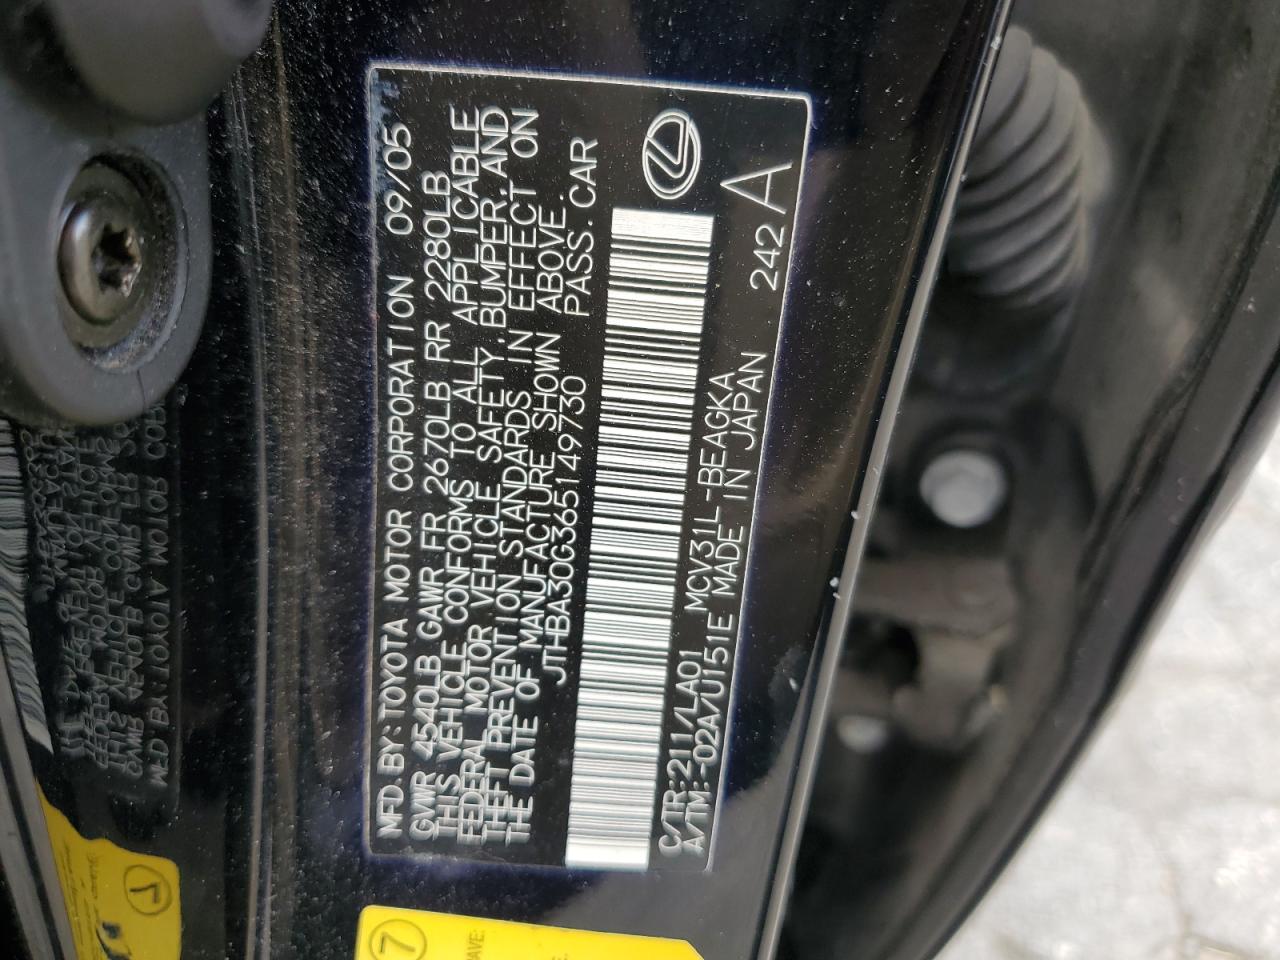 MFD. BY: TOYOTA MOTOR CORPORATION 09/05
GVWR 4540LB GAWR FR 2670LB RR 2280LB
THIS VEHICLE CONFORMS TO ALL APPLICABLE
FEDERAL MOTOR VEHICLE SAFETY, BUMPER, AND
THEFT PREVENTION STANDARDS IN EFFECT ON
THE DATE OF MANUFACTURE SHOWN ABOVE.
JTHBA30G365149730 PASS. CAR
C/TR:211/LA01 MCV31L-BEAGKA
A/TM:-02A/U151E MADE IN JAPAN 242 A
7